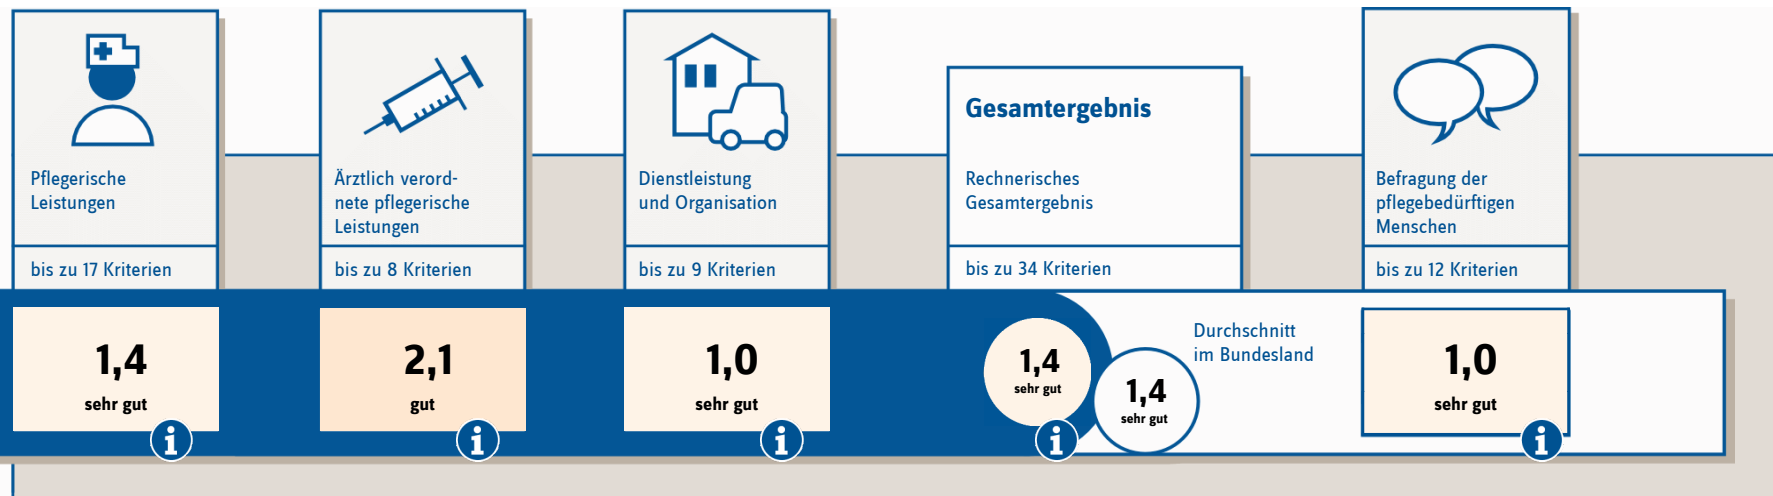 Pflegerische
Leistungen
bis zu 17 Kriterien
1,4
sehr gut
i
Ärztlich verord-
nete pflegerische
Leistungen
bis zu 8 Kriterien
2,1
gut
i
Dienstleistung
und Organisation
bis zu 9 Kriterien
1,0
sehr gut
i
Gesamtergebnis
Rechnerisches
Gesamtergebnis
bis zu 34 Kriterien
1,4
sehr gut
i
Durchschnitt
im Bundesland
1,4
sehr gut
Befragung der
pflegebedürftigen
Menschen
bis zu 12 Kriterien
1,0
sehr gut
i